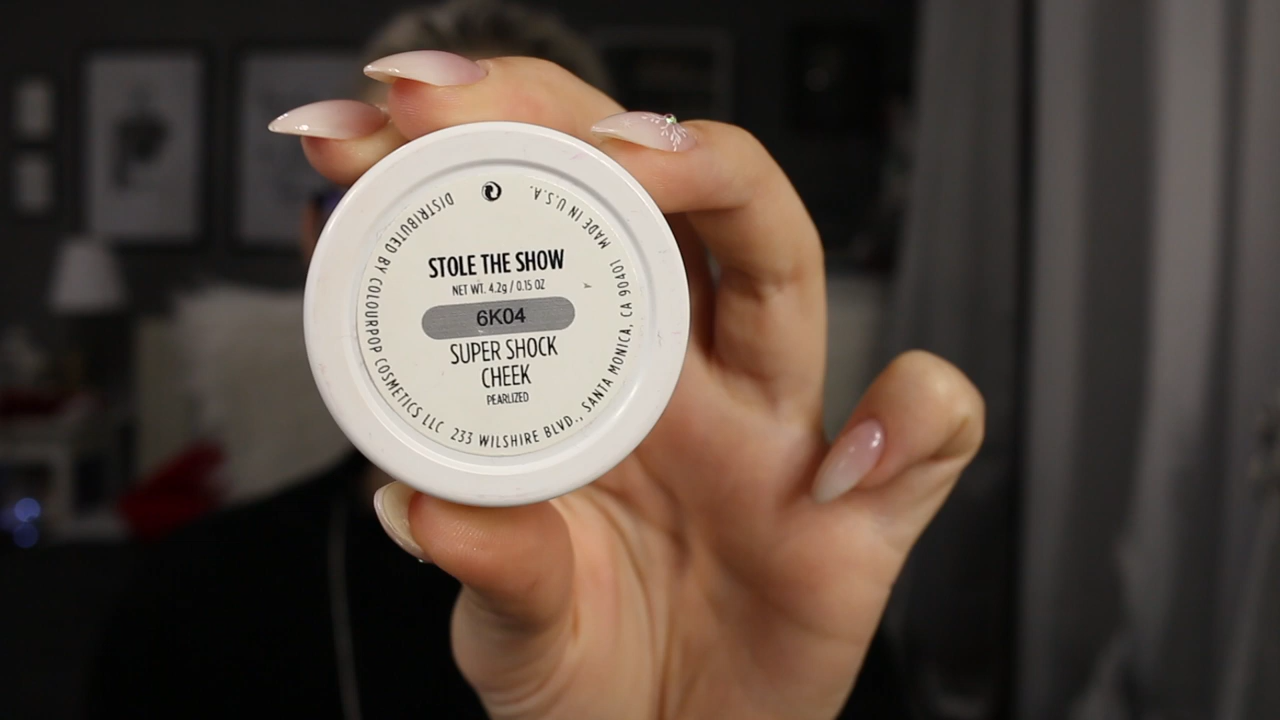 STOLE THE SHOW
NET WT. 4.2g / 0.15 OZ
6K04
SUPER SHOCK
CHEEK
PEARLIZED
DISTRIBUTED BY COLOURPOP COSMETICS LLC 233 WILSHIRE BLVD., SANTA MONICA, CA 90401 MADE IN U.S.A.